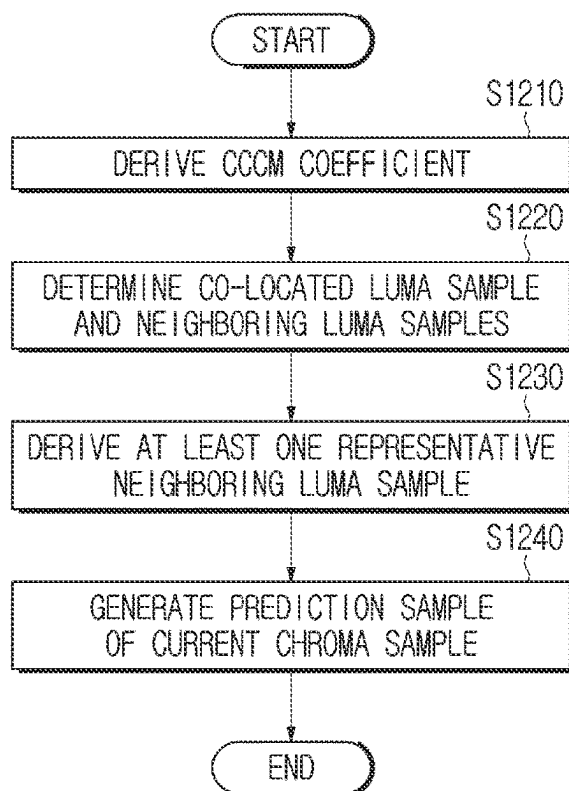 START
S1210
DERIVE CCCM COEFFICIENT
S1220
DETERMINE CO-LOCATED LUMA SAMPLE
AND NEIGHBORING LUMA SAMPLES
S1230
DERIVE AT LEAST ONE REPRESENTATIVE
NEIGHBORING LUMA SAMPLE
S1240
GENERATE PREDICTION SAMPLE
OF CURRENT CHROMA SAMPLE
END